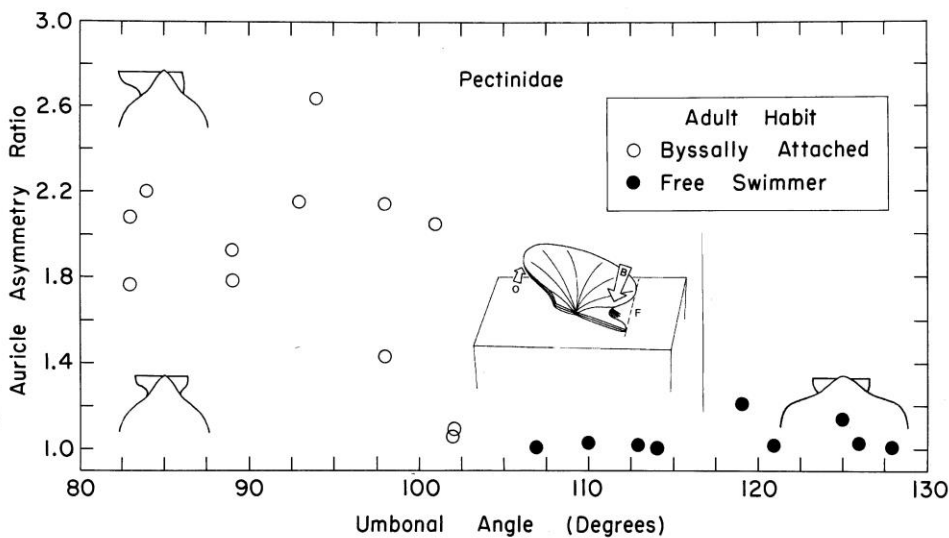 3.0
2.6
2.2
1.8
1.4
1.0
Auricle Asymmetry Ratio
Pectinidae
Adult Habit
Byssally Attached
Free Swimmer
B
O
F
80
90
100
110
120
130
Umbonal Angle (Degrees)